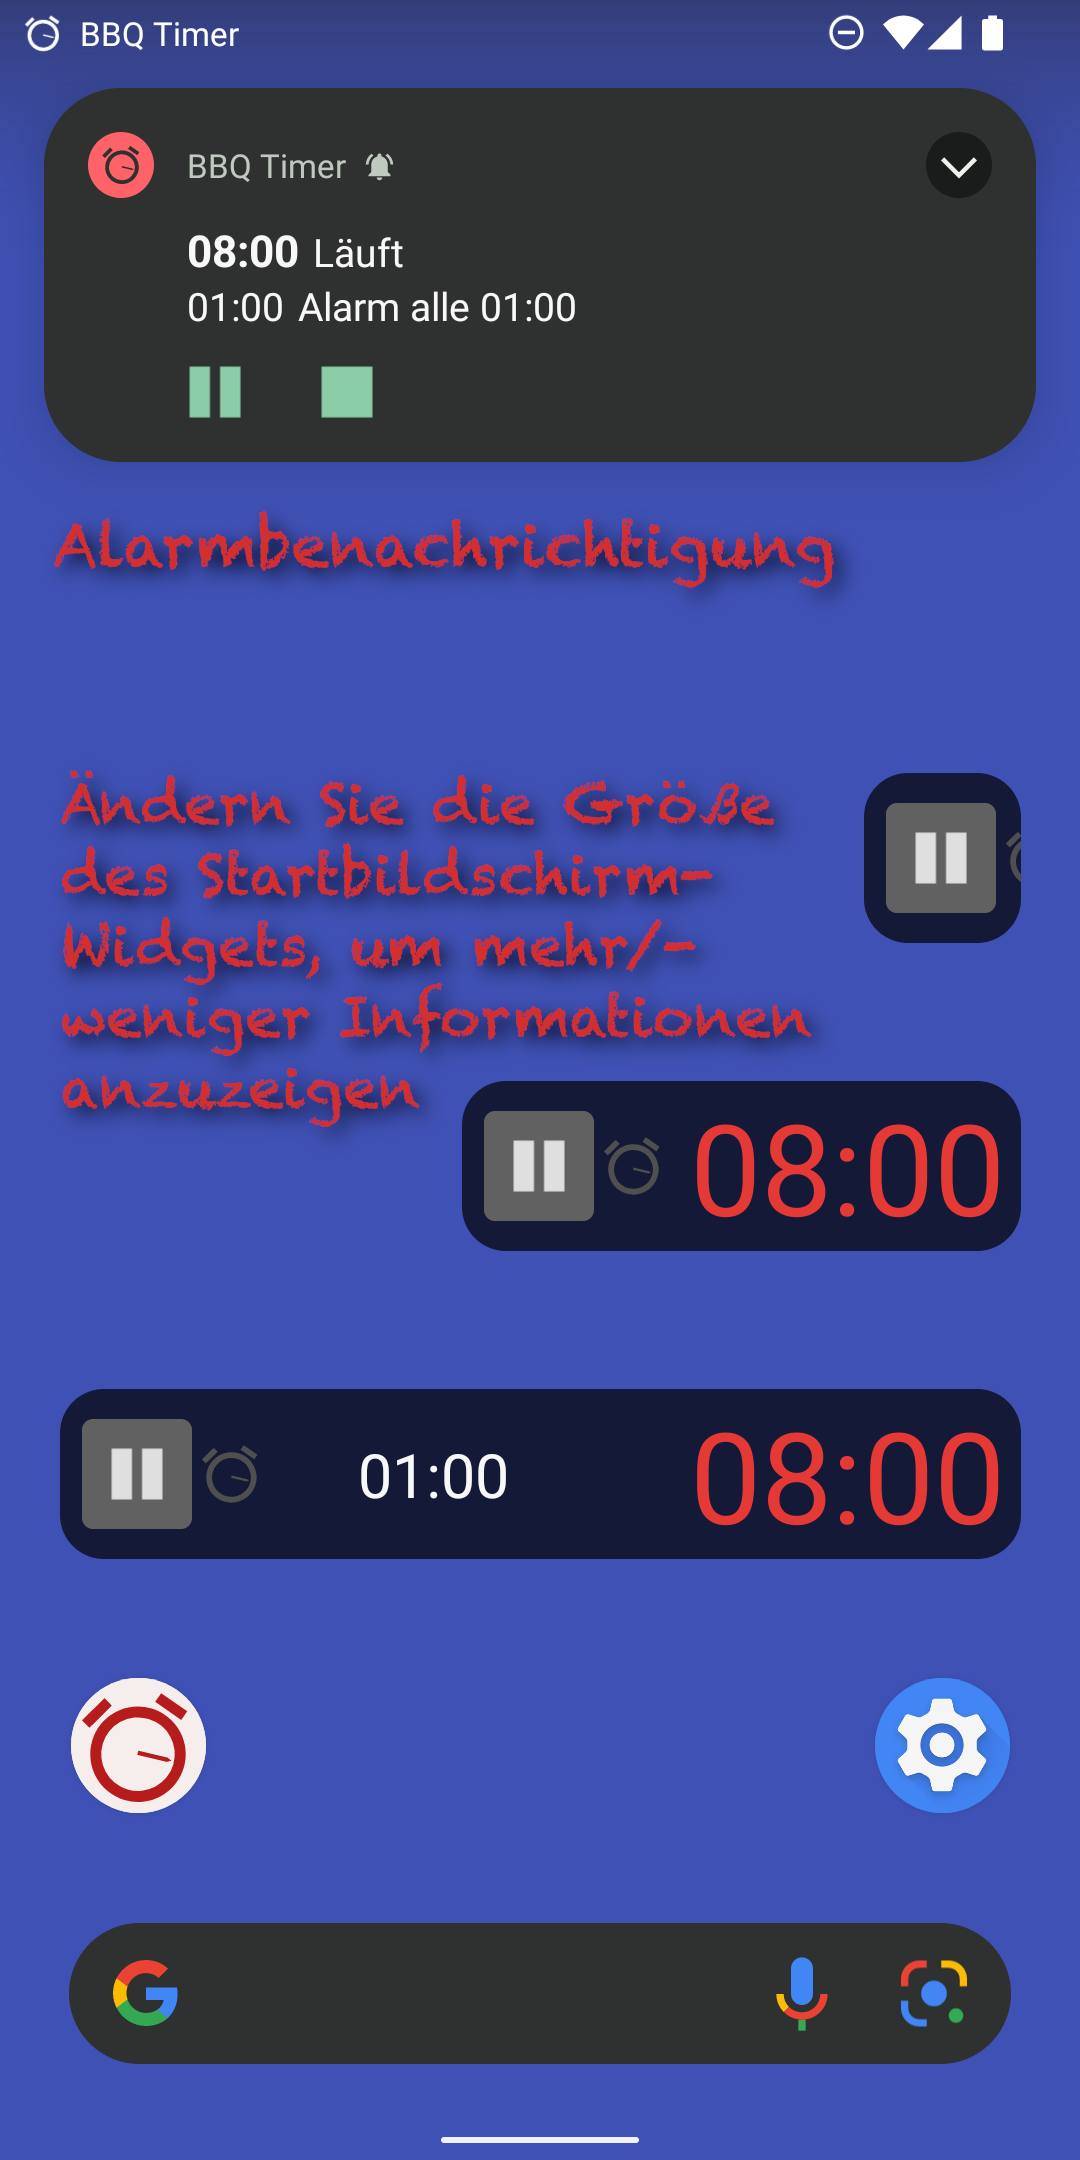 BBQ Timer
BBQ Timer
08:00 Läuft
01:00 Alarm alle 01:00
Alarmbenachrichtigung
Ändern Sie die Größe
des Startbildschirm-
Widgets, um mehr/-
weniger Informationen
anzuzeigen
08:00
01:00 08:00